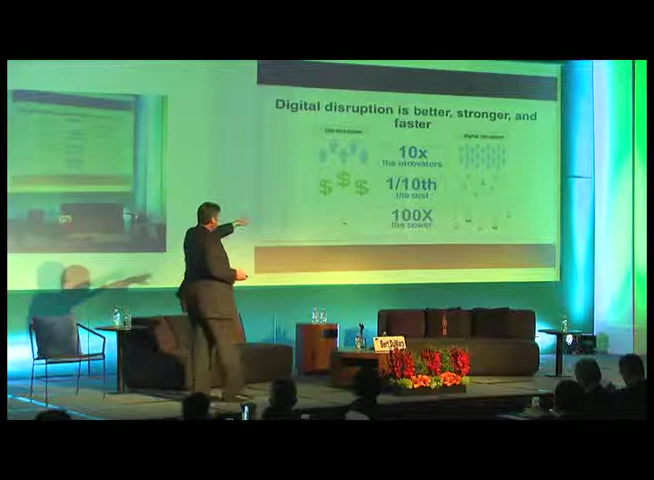 Digital disruption is better, stronger, and
faster
10x
the innovators
1/10th
the cost
100X
the power